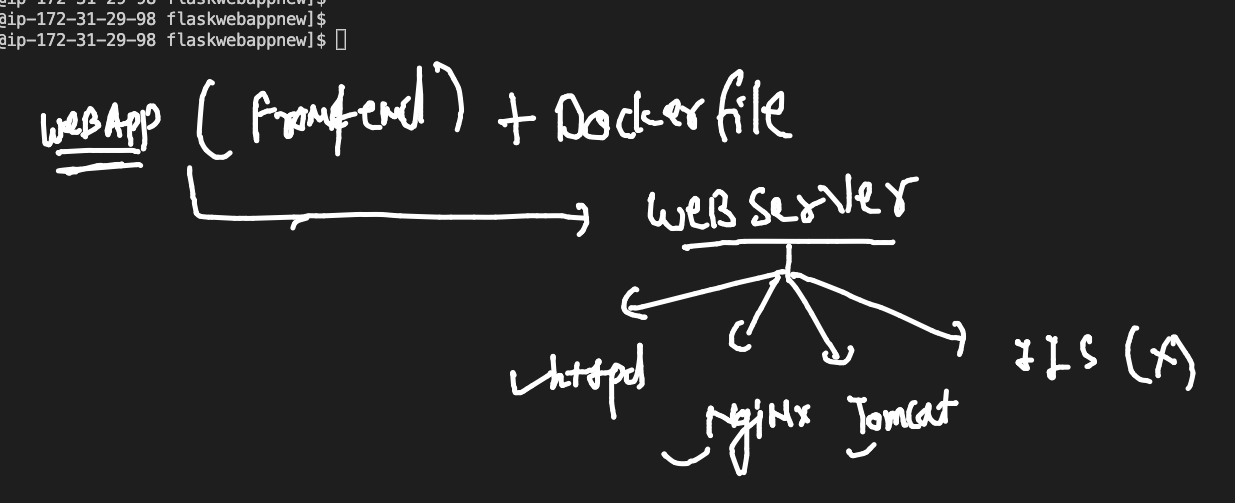 @ip-172-31-29-98 flaskwebappnew]$
@ip-172-31-29-98 flaskwebappnew]$
@ip-172-31-29-98 flaskwebappnew]$
WeBApp (Frontend) + Dockerfile
WeBServer
httpd
NgiNx Tomcat IIS (X)